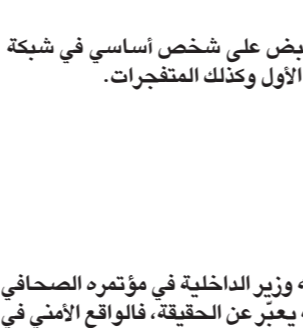 بض على شخص أساسي في شبكة
الأول وكذلك المتفجرات.
وزير الداخلية في مؤتمره الصحافي
يعبّر عن الحقيقة، فالواقع الأمني في